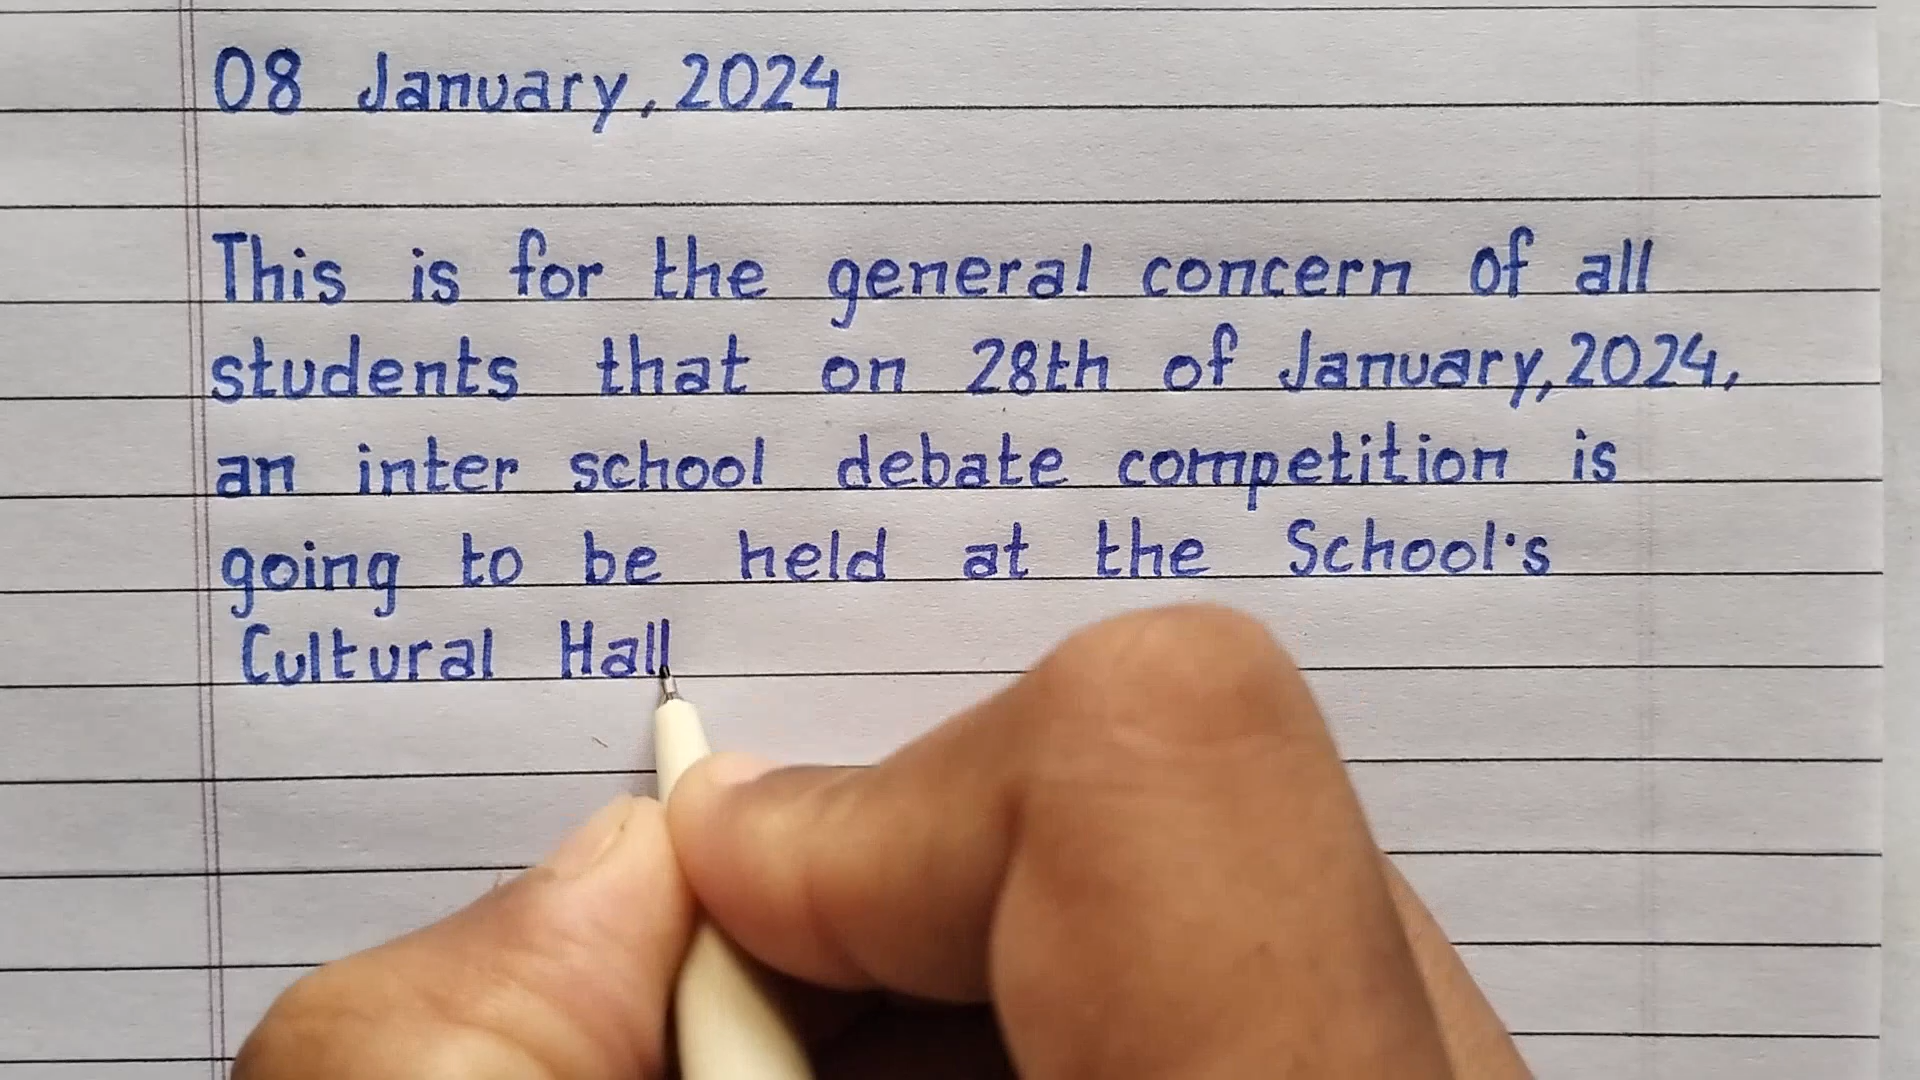 08 January, 2024
This is for the general concern of all
students that on 28th of January, 2024,
an inter school debate competition is
going to be held at the School's
Cultural Hall